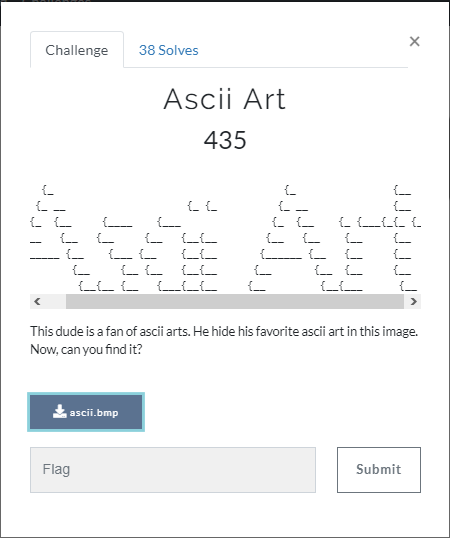 Challenge
38 Solves
×
Ascii Art
435
{_ {_ {__
{_ __ {_ {_ {_ __ {__
{_ {__ {____ {___ {_ {__ {_ {___{_{_ {_
__ {__ {__ {__ {__{__ {__ {__ {__ {__
_____ {__ {___ {__ {__{__ {______ {__ {__ {__
{__ {__ {__ {__{__ {__ {__ {__ {__
{__{__ {__ {___{__{__ {__ {__{___ {__
This dude is a fan of ascii arts. He hide his favorite ascii art in this image.
Now, can you find it?
ascii.bmp
Flag
Submit